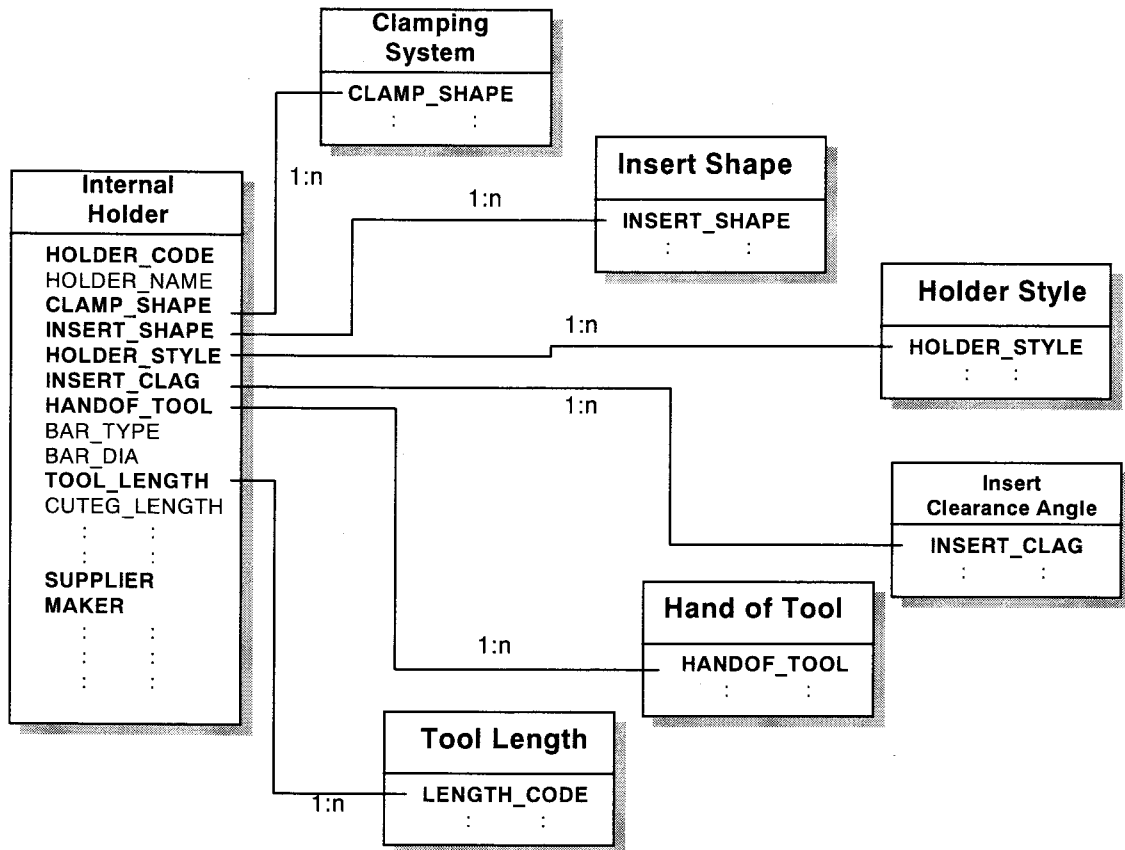 Clamping
System
CLAMP_SHAPE
: :
1:n
Insert Shape
INSERT_SHAPE
: :
1:n
Internal
Holder
HOLDER_CODE
HOLDER_NAME
CLAMP_SHAPE
INSERT_SHAPE
HOLDER_STYLE
INSERT_CLAG
HANDOF_TOOL
BAR_TYPE
BAR_DIA
TOOL_LENGTH
CUTEG_LENGTH
: :
: :
SUPPLIER
MAKER
: :
: :
: :
Holder Style
HOLDER_STYLE
: :
1:n
1:n
Insert
Clearance Angle
INSERT_CLAG
: :
Hand of Tool
HANDOF_TOOL
: :
1:n
Tool Length
LENGTH_CODE
: :
1:n